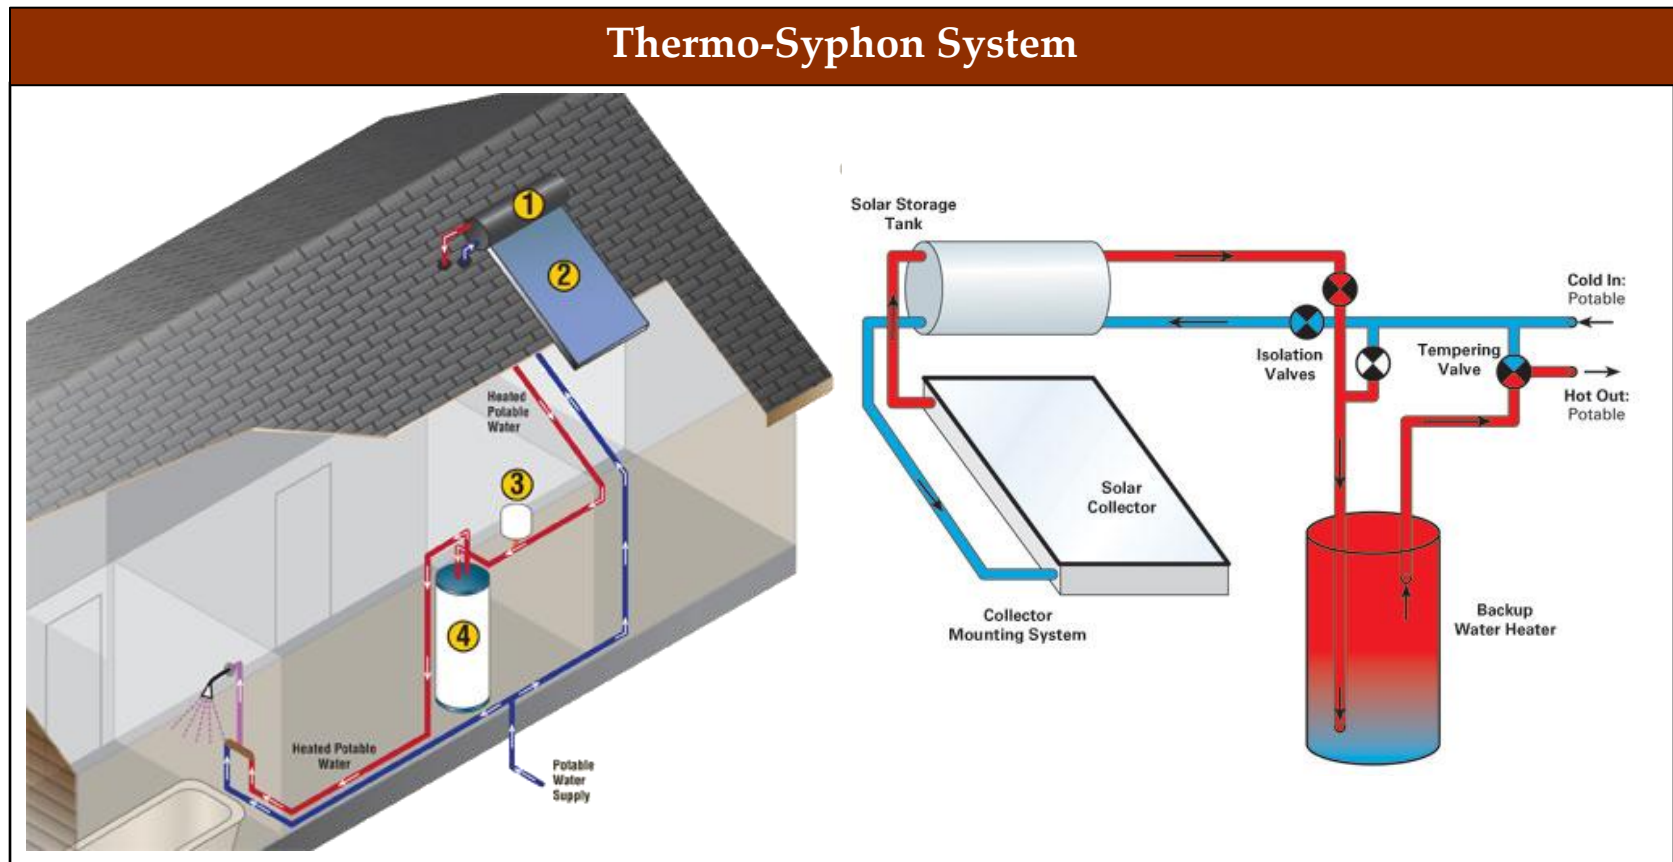 Thermo-Syphon System
1
2
Heated
Potable
Water
3
4
Heated Potable
Water
Potable
Water
Supply
Solar Storage
Tank
Cold In:
Potable
Isolation
Valves
Tempering
Valve
Hot Out:
Potable
Solar
Collector
Collector
Mounting System
Backup
Water Heater